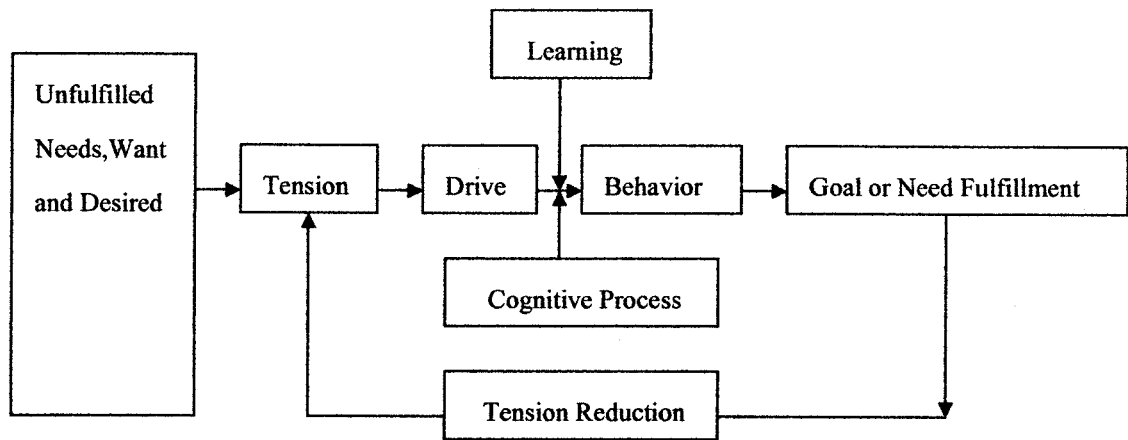 Learning
Unfulfilled
Needs,Want
and Desired
Tension
Drive
Behavior
Goal or Need Fulfillment
Cognitive Process
Tension Reduction